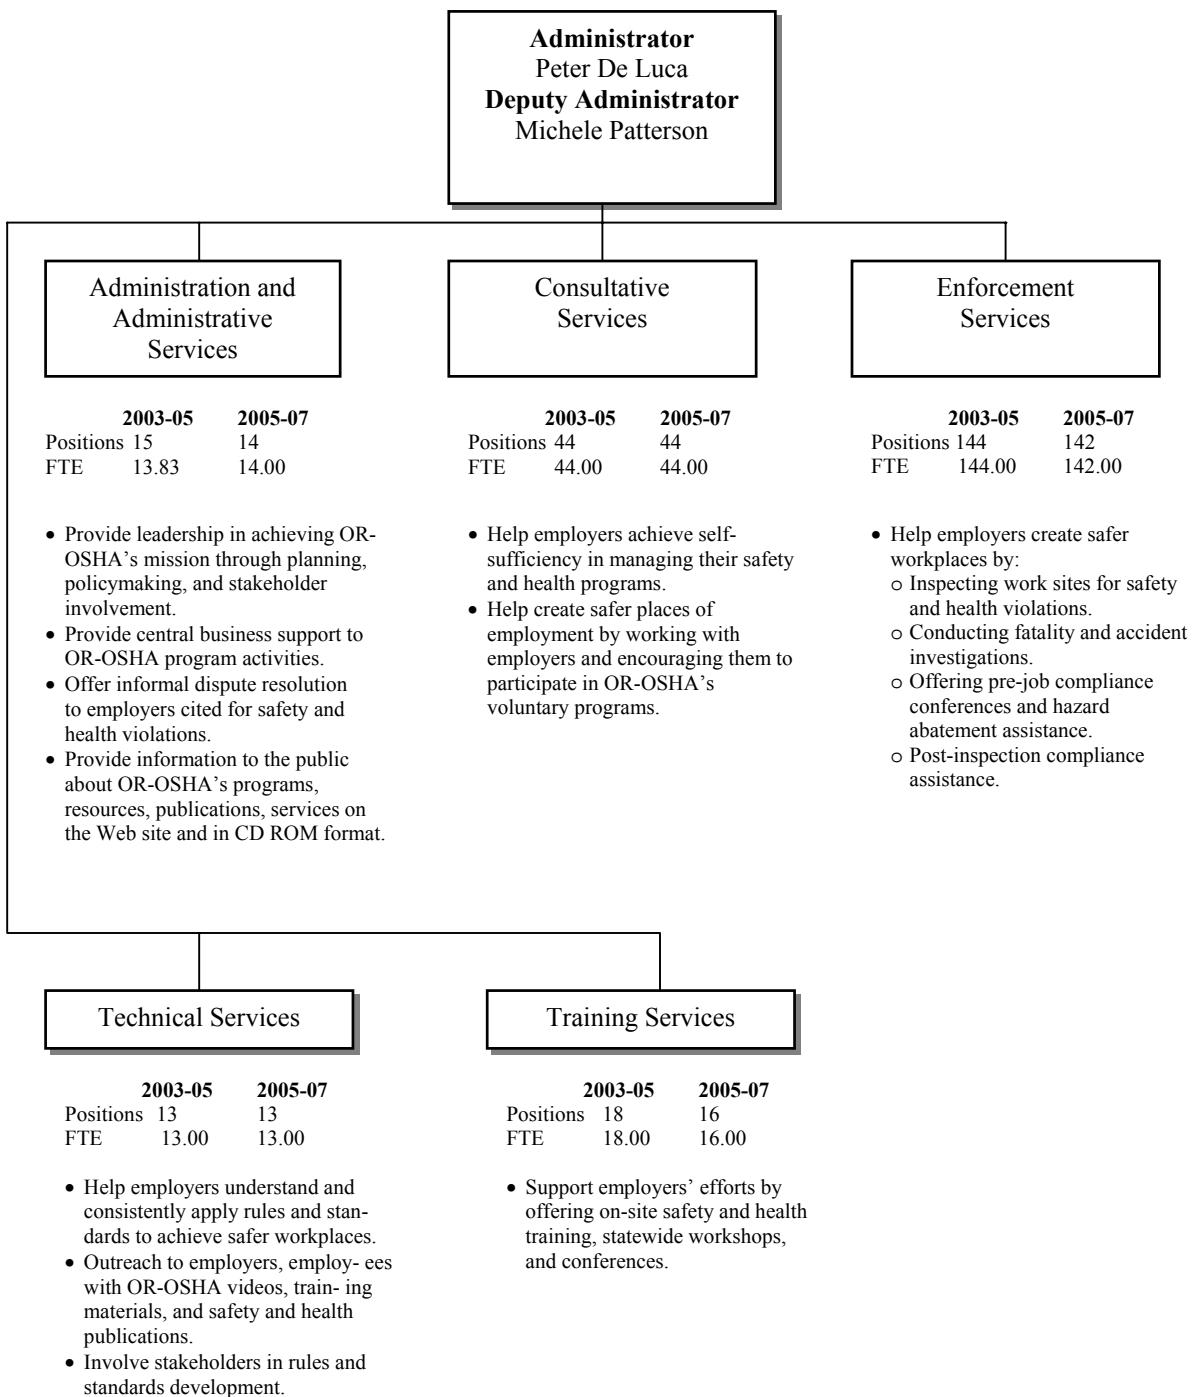 Administrator
Peter De Luca
Deputy Administrator
Michele Patterson
Administration and
Administrative
Services
2003-05 2005-07
Positions 15 14
FTE 13.83 14.00
• Provide leadership in achieving OR-
OSHA’s mission through planning,
policymaking, and stakeholder
involvement.
• Provide central business support to
OR-OSHA program activities.
• Offer informal dispute resolution
to employers cited for safety and
health violations.
• Provide information to the public
about OR-OSHA’s programs,
resources, publications, services on
the Web site and in CD ROM format.
Consultative
Services
2003-05 2005-07
Positions 44 44
FTE 44.00 44.00
• Help employers achieve self-
sufficiency in managing their safety
and health programs.
• Help create safer places of
employment by working with
employers and encouraging them to
participate in OR-OSHA’s
voluntary programs.
Enforcement
Services
2003-05 2005-07
Positions 144 142
FTE 144.00 142.00
• Help employers create safer
workplaces by:
o Inspecting work sites for safety
and health violations.
o Conducting fatality and accident
investigations.
o Offering pre-job compliance
conferences and hazard
abatement assistance.
o Post-inspection compliance
assistance.
Technical Services
2003-05 2005-07
Positions 13 13
FTE 13.00 13.00
• Help employers understand and
consistently apply rules and stan-
dards to achieve safer workplaces.
• Outreach to employers, employ- ees
with OR-OSHA videos, train- ing
materials, and safety and health
publications.
• Involve stakeholders in rules and
standards development.
Training Services
2003-05 2005-07
Positions 18 16
FTE 18.00 16.00
• Support employers’ efforts by
offering on-site safety and health
training, statewide workshops,
and conferences.